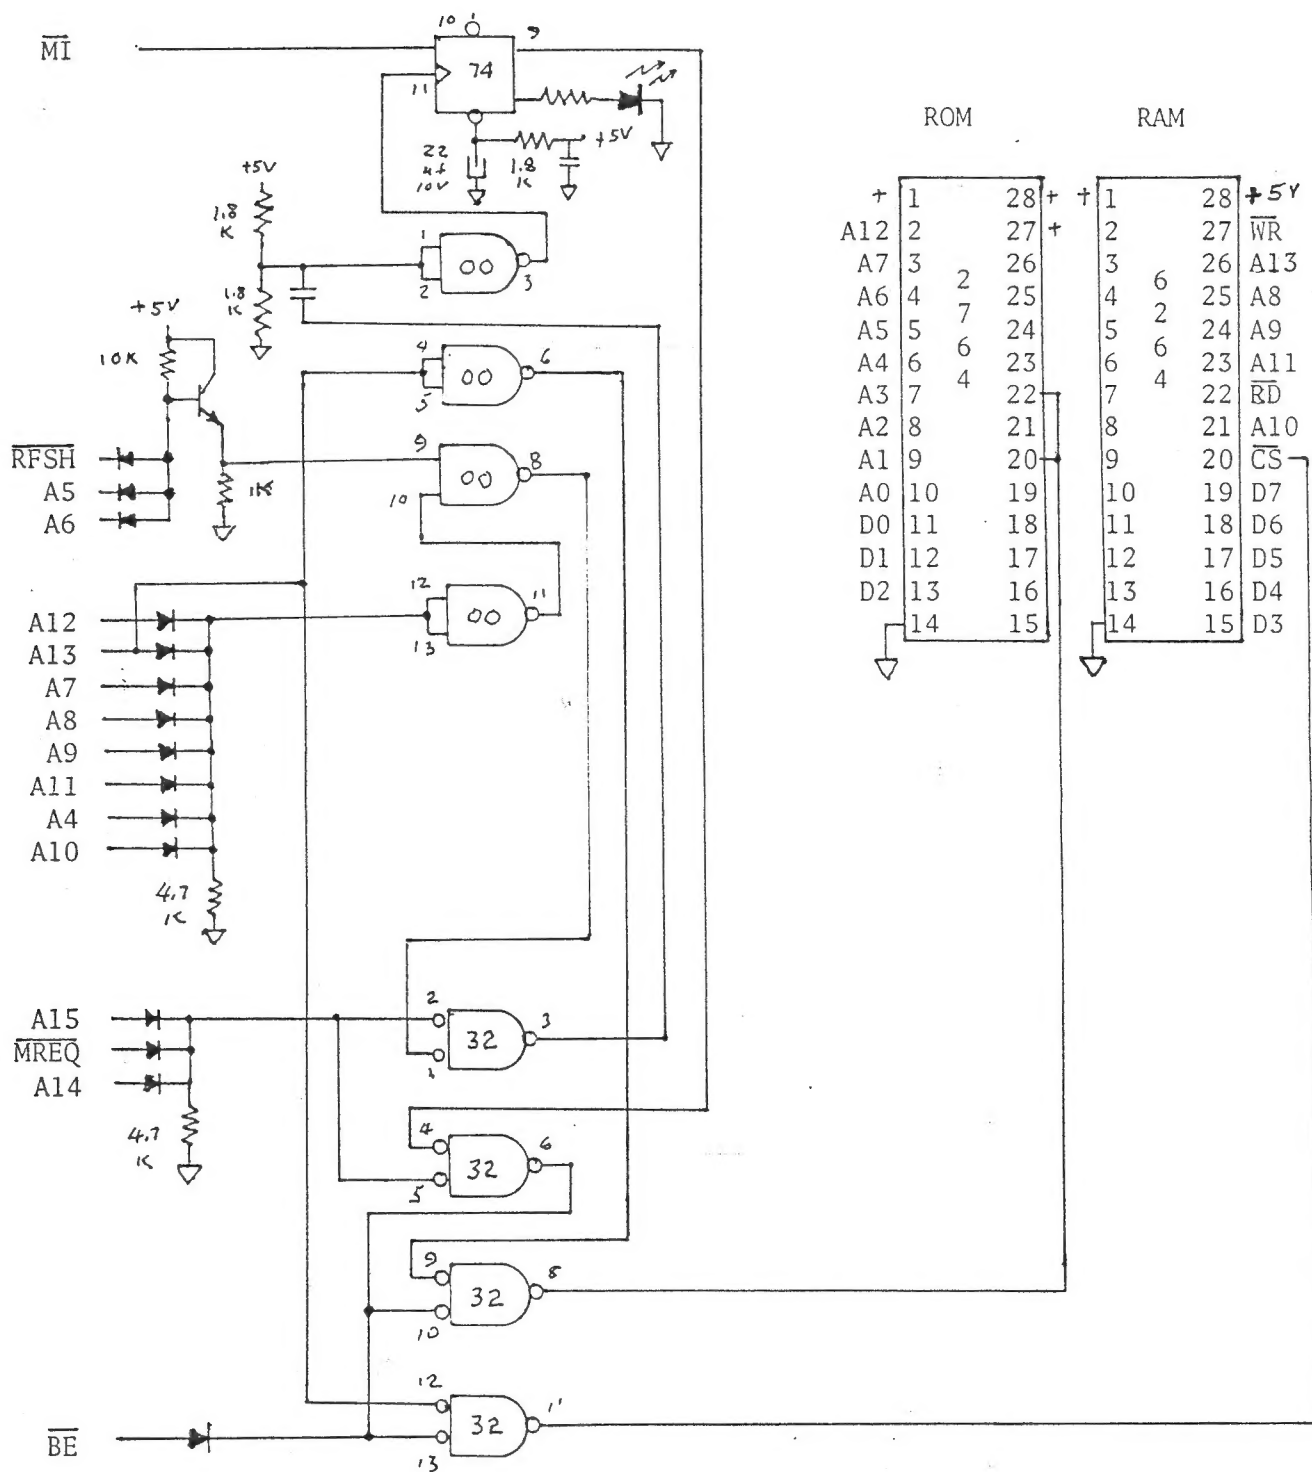 M̅I̅
10
1
9
74
11
22
uf
10V
1.8
K
+5V
+5V
1.8
K
1.8
K
1
2
00
3
+5V
10K
4
5
00
6
R̅F̅S̅H̅
A5
A6
1K
9
10
00
8
A12
A13
A7
A8
A9
A11
A4
A10
12
13
00
11
4.7
K
A15
M̅R̅E̅Q̅
A14
4.7
K
2
1
32
3
4
5
32
6
9
10
32
8
12
13
32
11
B̅E̅
ROM
+ 1 28 +
A12 2 27 +
A7 3 26
A6 4 25
A5 5 24
A4 6 23
A3 7 22
A2 8 21
A1 9 20
A0 10 19
D0 11 18
D1 12 17
D2 13 16
14 15
2
7
6
4
RAM
+ 1 28 +5V
2 27 W̅R̅
3 26 A13
4 25 A8
5 24 A9
6 23 A11
7 22 R̅D̅
8 21 A10
9 20 C̅S̅
10 19 D7
11 18 D6
12 17 D5
13 16 D4
14 15 D3
6
2
6
4